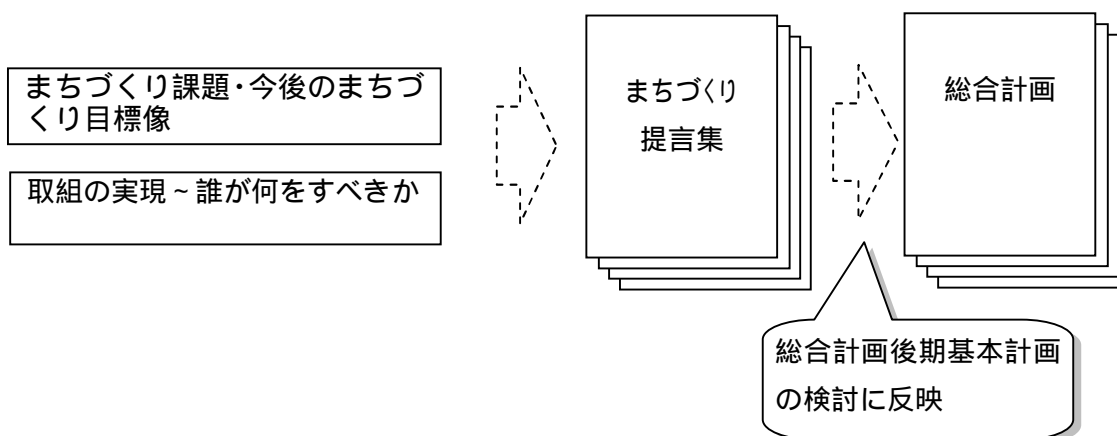 まちづくり課題・今後のまちづ
くり目標像
取組の実現~誰が何をすべきか
まちづくり
提言集
総合計画
総合計画後期基本計画
の検討に反映